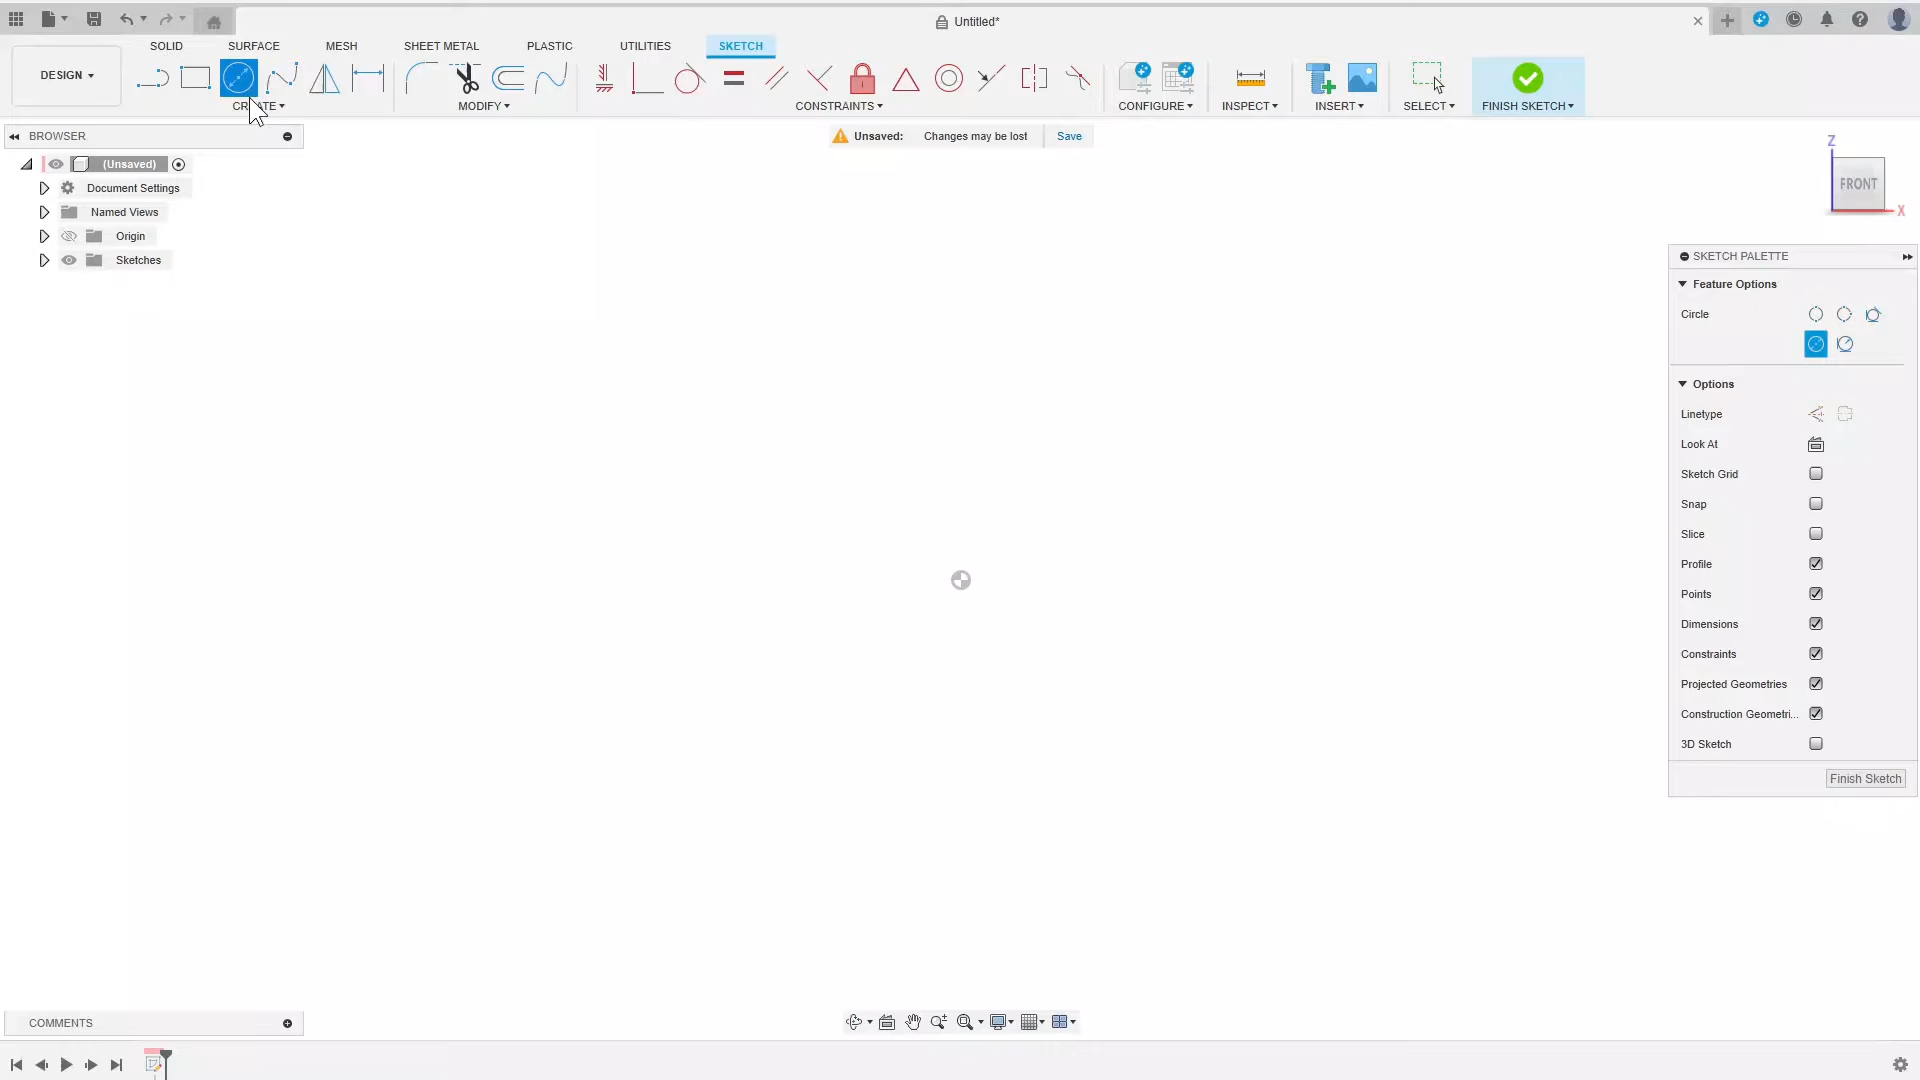 Untitled*
SOLID SURFACE MESH SHEET METAL PLASTIC UTILITIES SKETCH
DESIGN
CREATE MODIFY CONSTRAINTS CONFIGURE INSPECT INSERT SELECT FINISH SKETCH
BROWSER
Unsaved: Changes may be lost Save
(Unsaved)
Document Settings
Named Views
Origin
Sketches
Z
FRONT
X
SKETCH PALETTE
Feature Options
Circle
Options
Linetype
Look At
Sketch Grid
Snap
Slice
Profile
Points
Dimensions
Constraints
Projected Geometries
Construction Geometri...
3D Sketch
Finish Sketch
COMMENTS